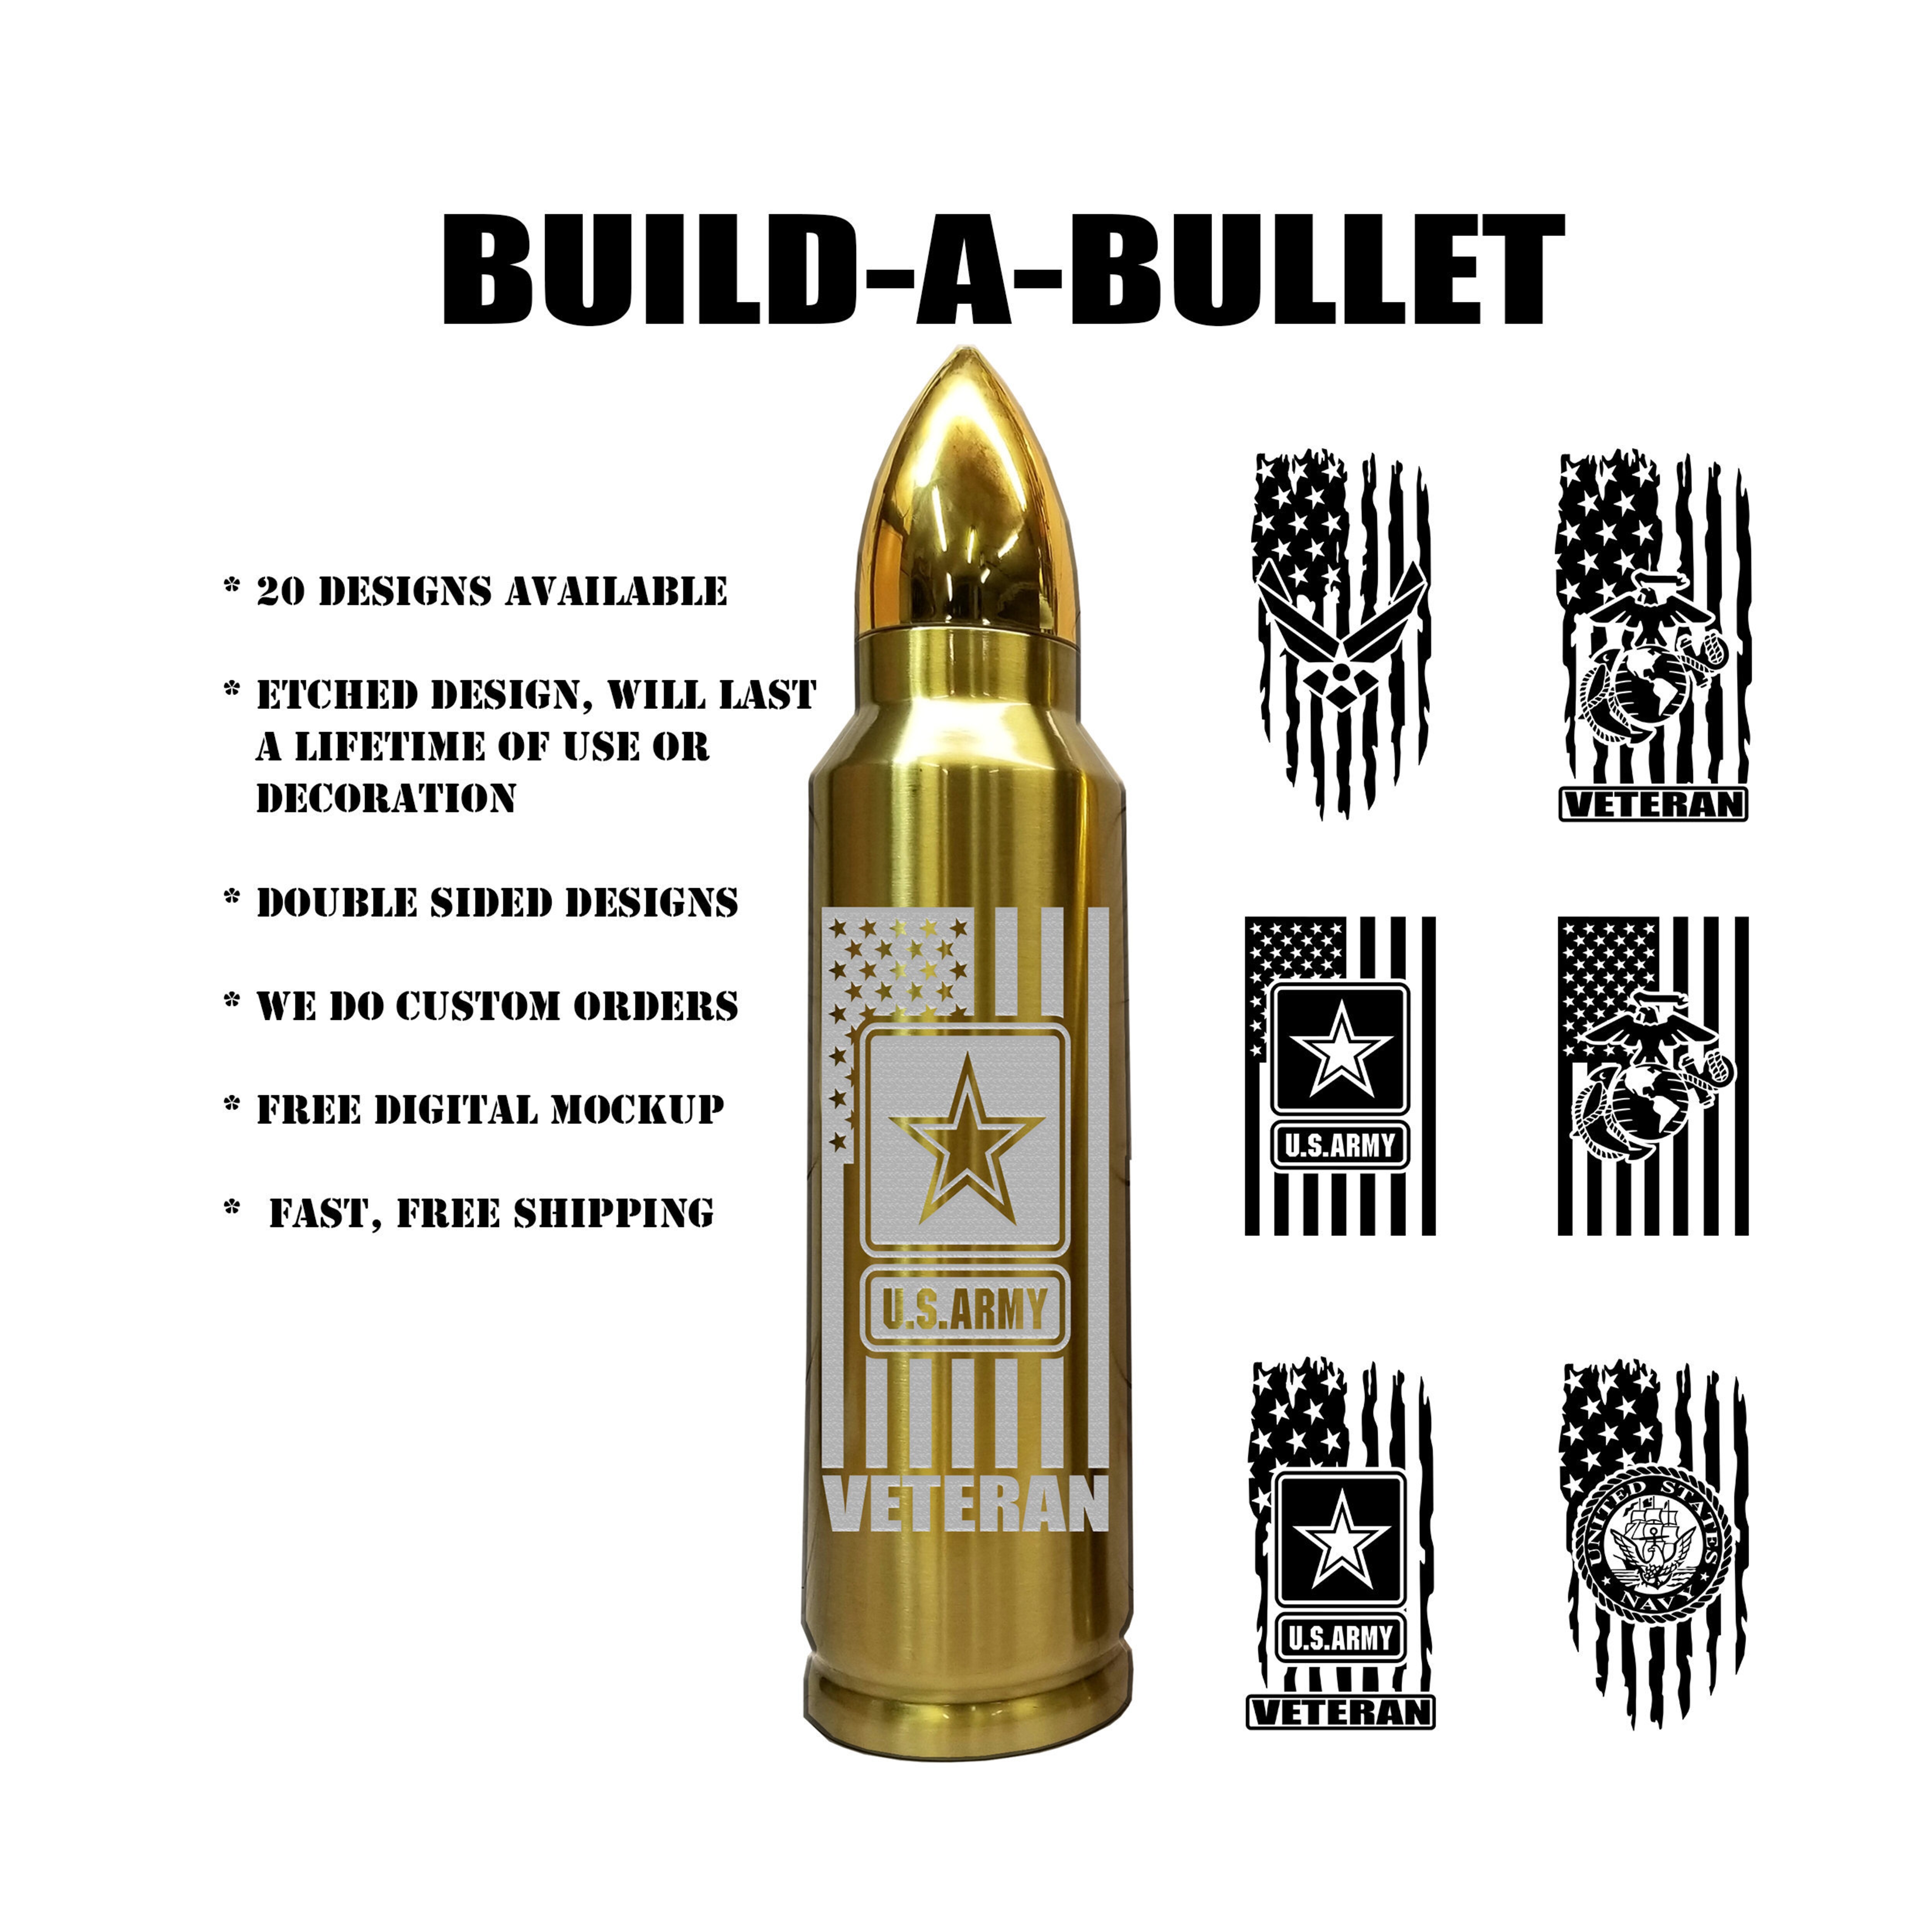 BUILD-A-BULLET
* 20 DESIGNS AVAILABLE
* ETCHED DESIGN, WILL LAST
A LIFETIME OF USE OR
DECORATION
* DOUBLE SIDED DESIGNS
* WE DO CUSTOM ORDERS
* FREE DIGITAL MOCKUP
* FAST, FREE SHIPPING
U.S.ARMY
VETERAN
VETERAN
U.S.ARMY
U.S.ARMY
VETERAN
UNITED STATES
NAVY